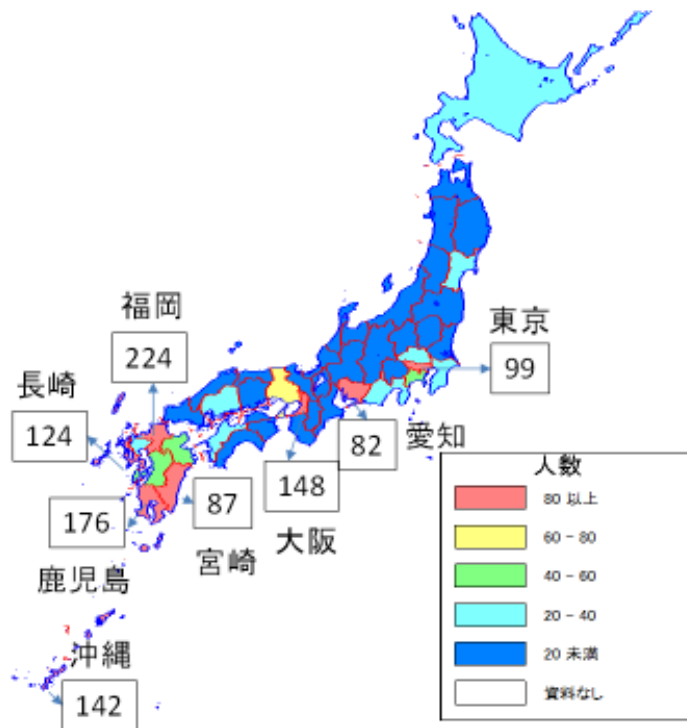 福岡
224
長崎
124
176
鹿児島
87
宮崎
148
大阪
82
愛知
東京
99
沖縄
142
人数
80 以上
60 - 80
40 - 60
20 - 40
20 未満
資料なし